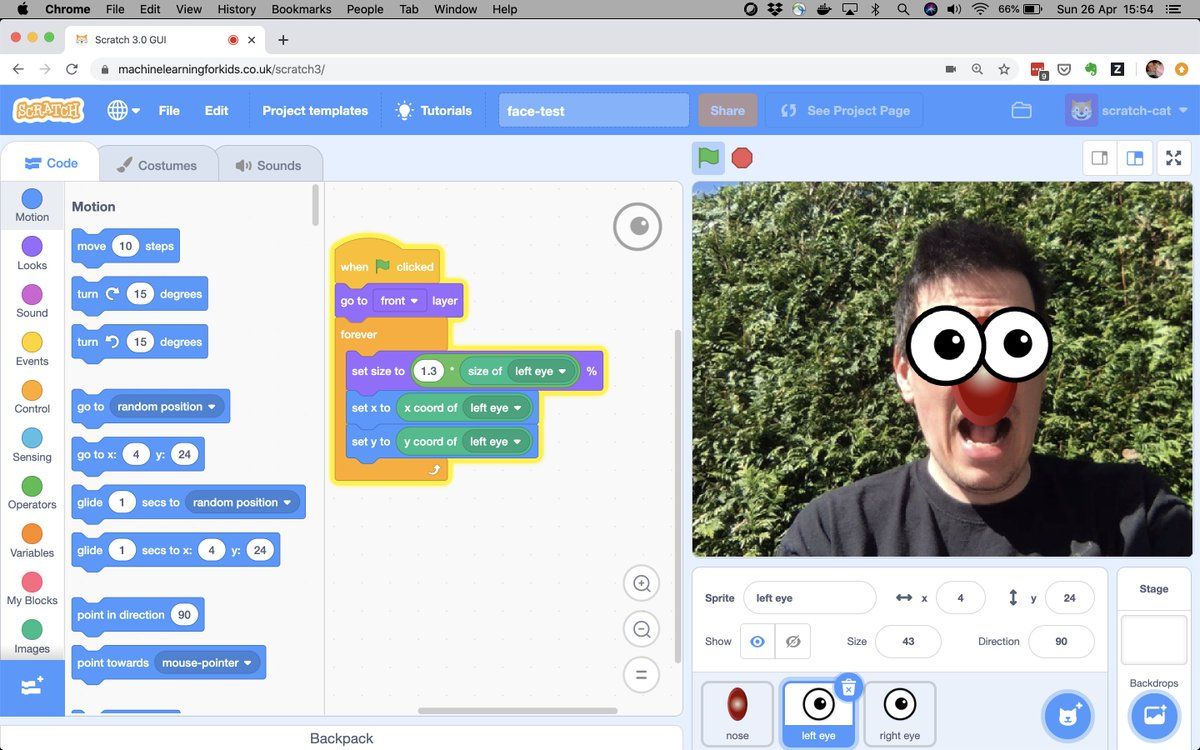 Chrome File Edit View History Bookmarks People Tab Window Help 66% Sun 26 Apr 15:54
Scratch 3.0 GUI
machinelearningforkids.co.uk/scratch3/
9 Z
SCRATCH File Edit Project templates Tutorials face-test Share See Project Page scratch-cat
Code Costumes Sounds
Motion
Looks
Sound
Events
Control
Sensing
Operators
Variables
My Blocks
Images
Motion
move 10 steps
turn 15 degrees
turn 15 degrees
go to random position
go to x: 4 y: 24
glide 1 secs to random position
glide 1 secs to x: 4 y: 24
point in direction 90
point towards mouse-pointer
when clicked
go to front layer
forever
set size to 1.3 * size of left eye %
set x to x coord of left eye
set y to y coord of left eye
Backpack
Sprite left eye x 4 y 24
Show Size 43 Direction 90
nose left eye right eye
Stage
Backdrops